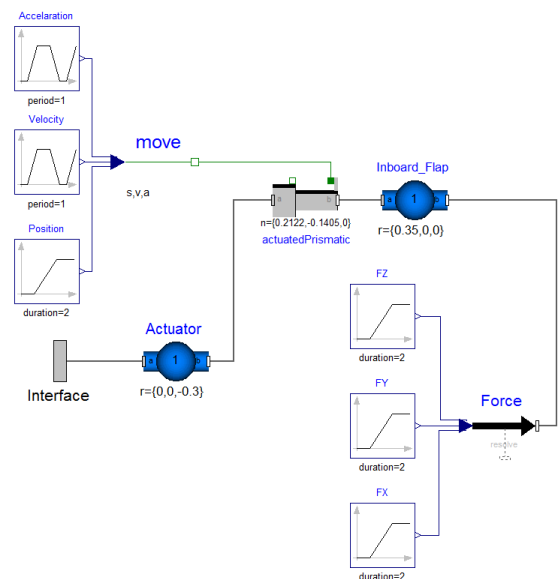 Accelaration
period=1
Velocity
period=1
Position
duration=2
move
s,v,a
a
b
n={0.2122,-0.1405,0}
actuatedPrismatic
Inboard_Flap
a
1
b
r={0.35,0,0}
Interface
Actuator
a
1
b
r={0,0,-0.3}
FZ
duration=2
FY
duration=2
FX
duration=2
Force
resolve